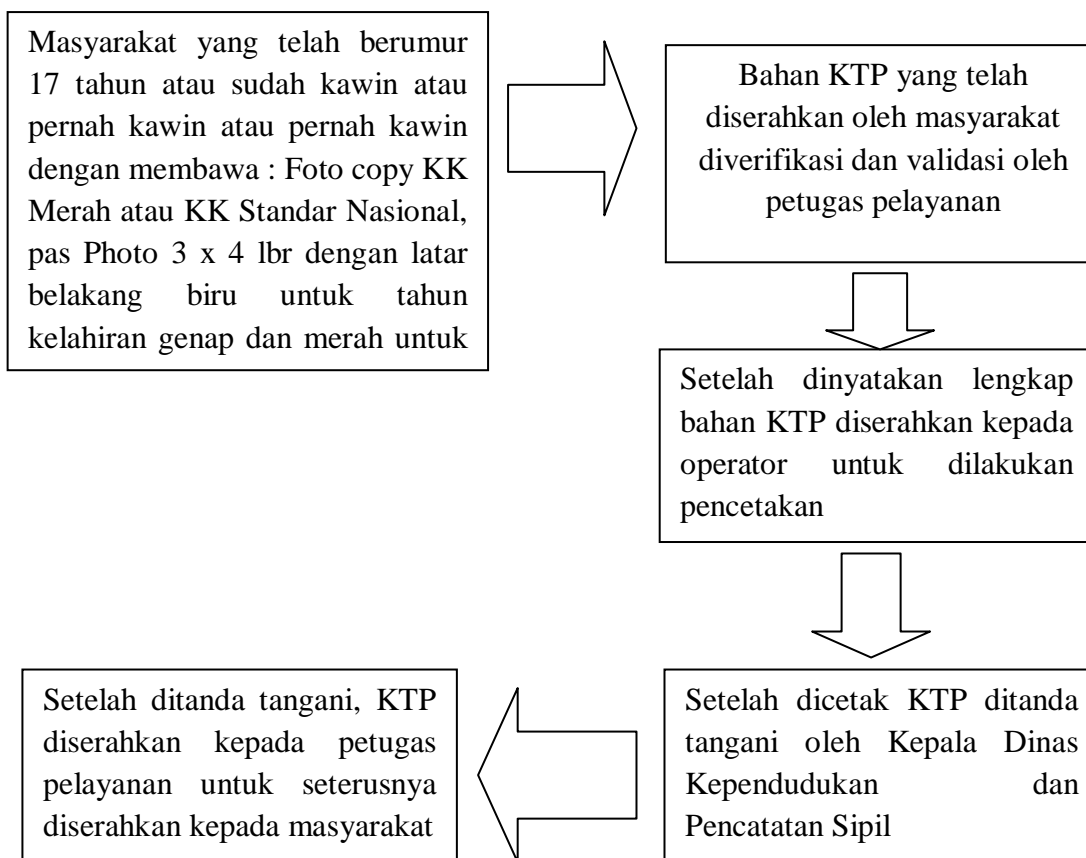 Masyarakat yang telah berumur
17 tahun atau sudah kawin atau
pernah kawin atau pernah kawin
dengan membawa : Foto copy KK
Merah atau KK Standar Nasional,
pas Photo 3 x 4 lbr dengan latar
belakang biru untuk tahun
kelahiran genap dan merah untuk
Bahan KTP yang telah
diserahkan oleh masyarakat
diverifikasi dan validasi oleh
petugas pelayanan
Setelah dinyatakan lengkap
bahan KTP diserahkan kepada
operator untuk dilakukan
pencetakan
Setelah dicetak KTP ditanda
tangani oleh Kepala Dinas
Kependudukan dan
Pencatatan Sipil
Setelah ditanda tangani, KTP
diserahkan kepada petugas
pelayanan untuk seterusnya
diserahkan kepada masyarakat